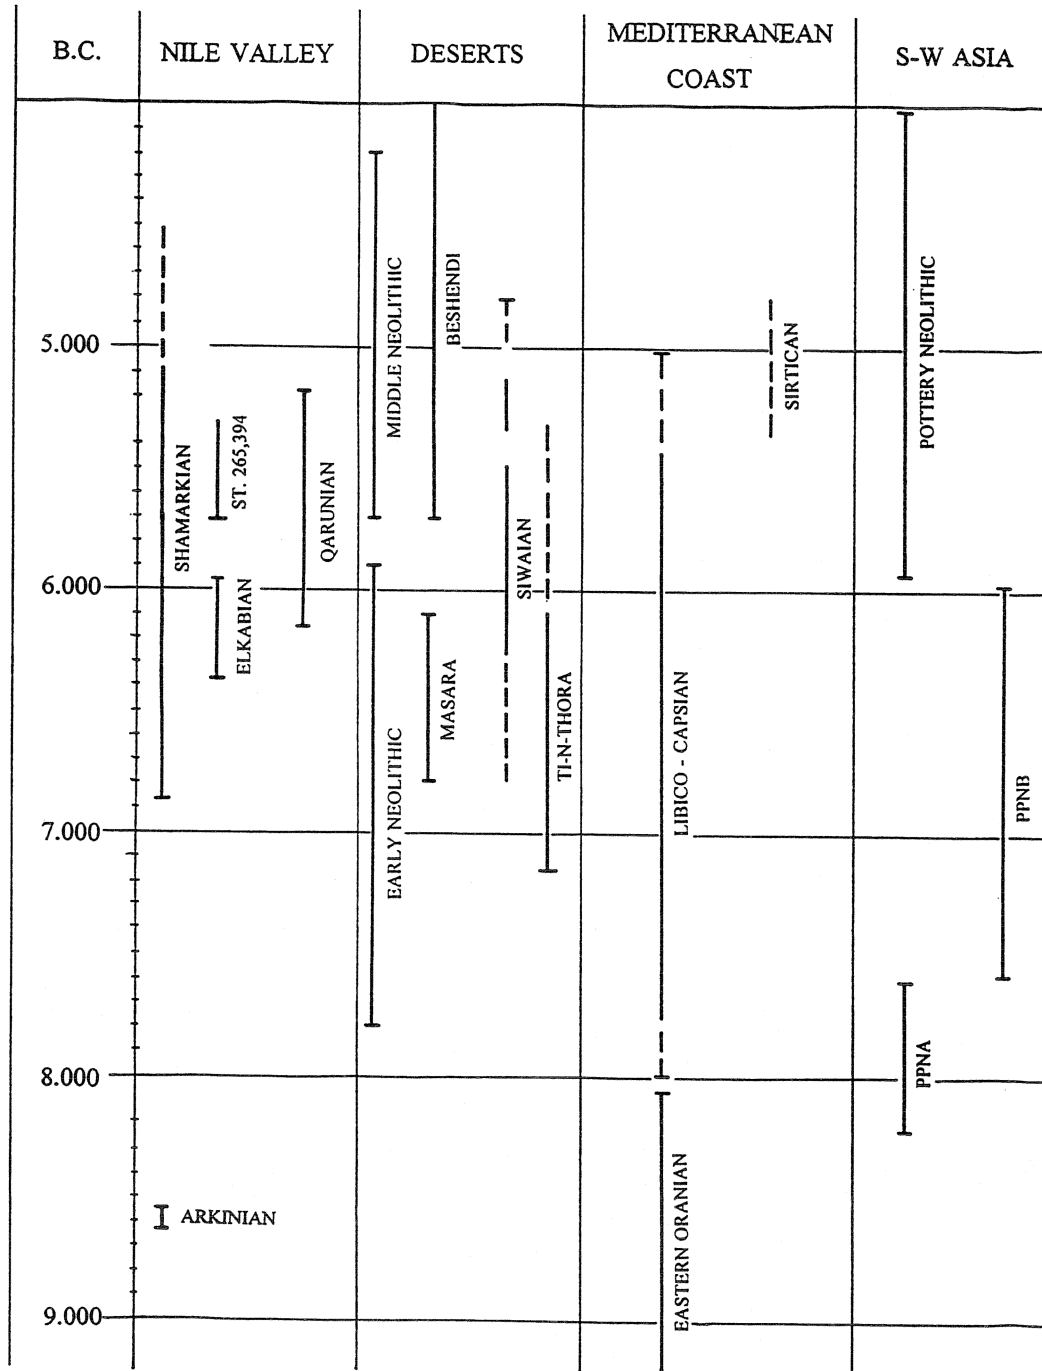 B.C.
NILE VALLEY
DESERTS
MEDITERRANEAN
COAST
S-W ASIA
5.000
6.000
7.000
8.000
9.000
SHAMARKIAN
ST. 265,394
ELKABIAN
QARUNIAN
ARKINIAN
MIDDLE NEOLITHIC
EARLY NEOLITHIC
BESHENDI
MASARA
SIWAIAN
TI-N-THORA
LIBICO - CAPSIAN
EASTERN ORANIAN
SIRTICAN
POTTERY NEOLITHIC
PPNA
PPNB